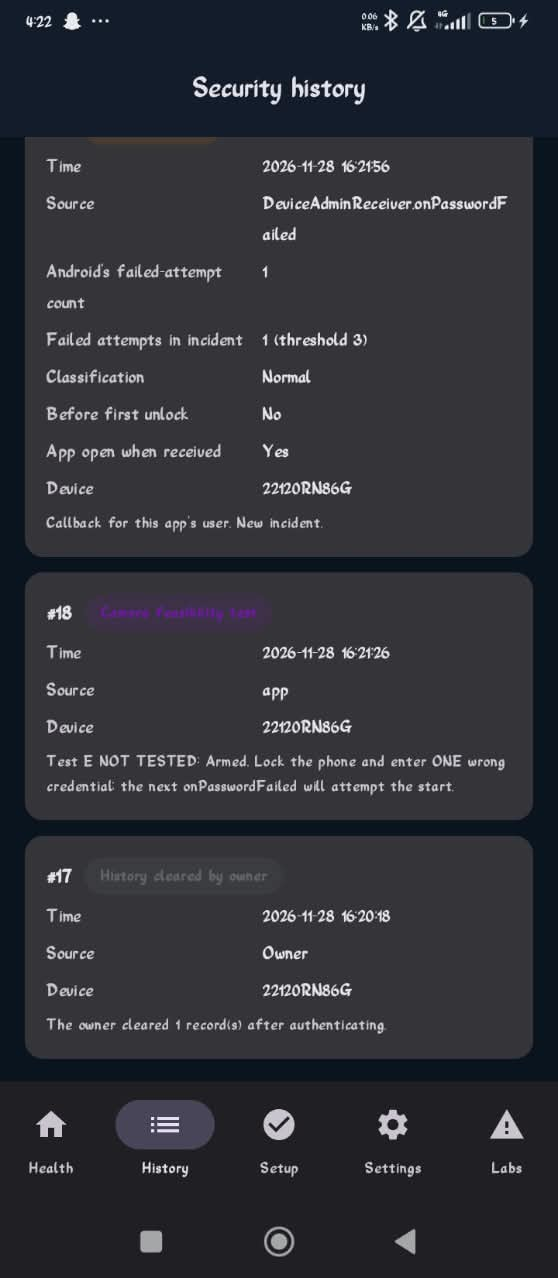 4:22
0.06
KB/s
4G
5
Security history
Time 2026-11-28 16:21:56
Source DeviceAdminReceiver.onPasswordF
ailed
Android's failed-attempt 1
count
Failed attempts in incident 1 (threshold 3)
Classification Normal
Before first unlock No
App open when received Yes
Device 22120RN86G
Callback for this app's user. New incident.
#18 Camera feasibility test
Time 2026-11-28 16:21:26
Source app
Device 22120RN86G
Test E NOT TESTED: Armed. Lock the phone and enter ONE wrong
credential; the next onPasswordFailed will attempt the start.
#17 History cleared by owner
Time 2026-11-28 16:20:18
Source Owner
Device 22120RN86G
The owner cleared 1 record(s) after authenticating.
Health History Setup Settings Labs